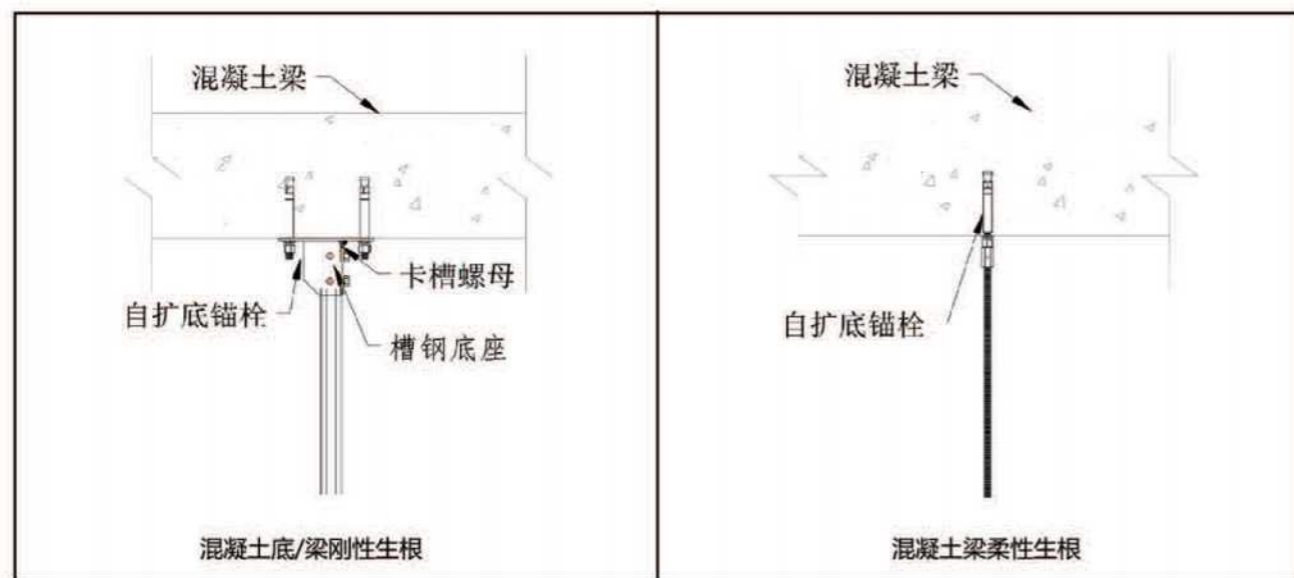 混凝土梁
卡槽螺母
自扩底锚栓
槽钢底座
混凝土底/梁刚性生根
混凝土梁
自扩底锚栓
混凝土梁柔性生根